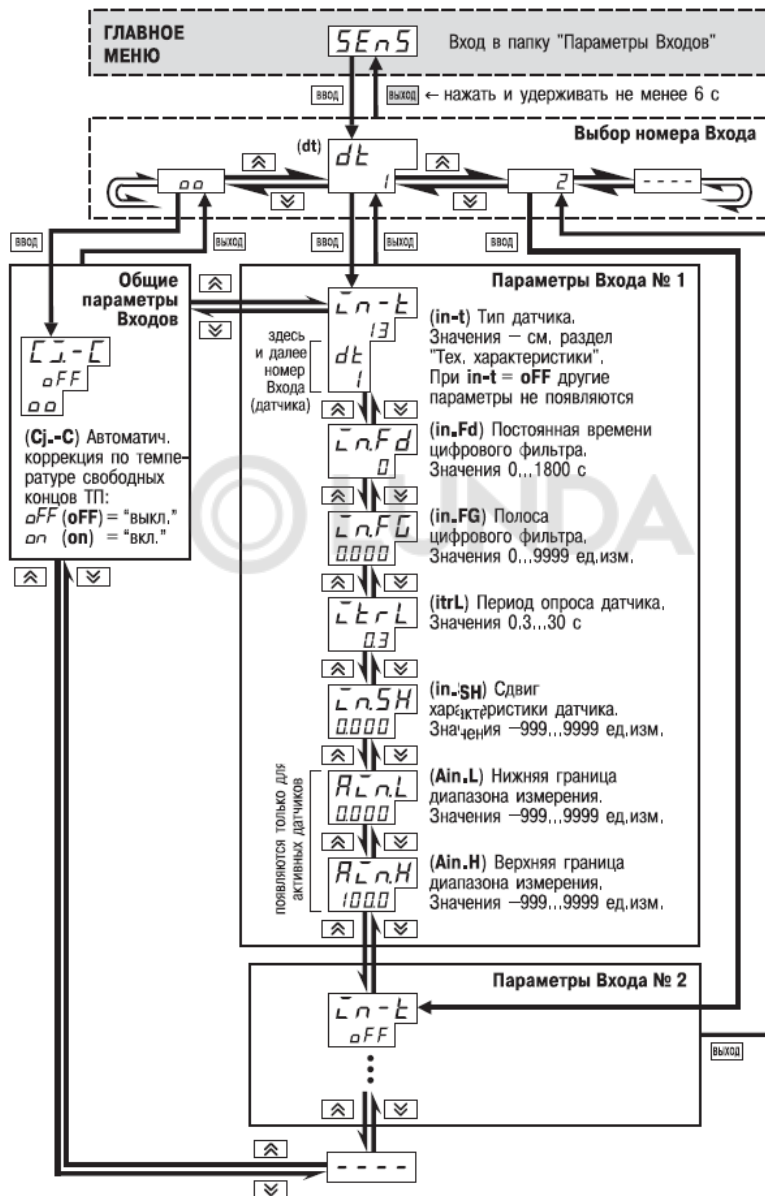 ГЛАВНОЕ
МЕНЮ
SEnS
Вход в папку "Параметры Входов"
ввод
выход
← нажать и удерживать не менее 6 с
Выбор номера Входа
(dt)
dt
1
oo
2
----
ввод
выход
ввод
выход
ввод
Общие
параметры
Входов
Cj.-C
oFF
oo
(Cj.-C) Автоматич.
коррекция по темпе-
ратуре свободных
концов ТП:
oFF (oFF) = "выкл."
on (on) = "вкл."
Параметры Входа № 1
in-t
13
dt
1
здесь
и далее
номер
Входа
(датчика)
(in-t) Тип датчика.
Значения — см. раздел
"Тех. характеристики".
При in-t = oFF другие
параметры не появляются
in.Fd
0
(in.Fd) Постоянная времени
цифрового фильтра.
Значения 0...1800 с
in.FG
0.000
(in.FG) Полоса
цифрового фильтра.
Значения 0...9999 ед.изм.
LUNDA
itrL
0.3
(itrL) Период опроса датчика.
Значения 0.3...30 с
in.SH
0.000
(in.SH) Сдвиг
характеристики датчика.
Значения —999...9999 ед.изм.
появляются только для
активных датчиков
Ain.L
0.000
(Ain.L) Нижняя граница
диапазона измерения.
Значения —999...9999 ед.изм.
Ain.H
100.0
(Ain.H) Верхняя граница
диапазона измерения.
Значения —999...9999 ед.изм.
Параметры Входа № 2
in-t
oFF
выход
----